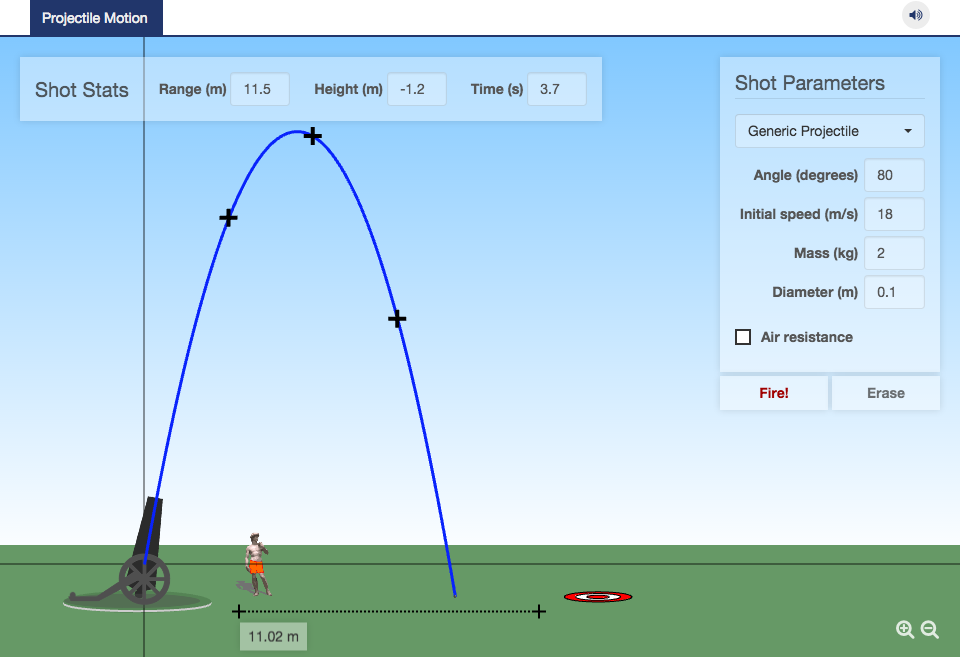 Projectile Motion
Shot Stats Range (m) 11.5 Height (m) -1.2 Time (s) 3.7
Shot Parameters
Generic Projectile
Angle (degrees) 80
Initial speed (m/s) 18
Mass (kg) 2
Diameter (m) 0.1
Air resistance
Fire! Erase
11.02 m